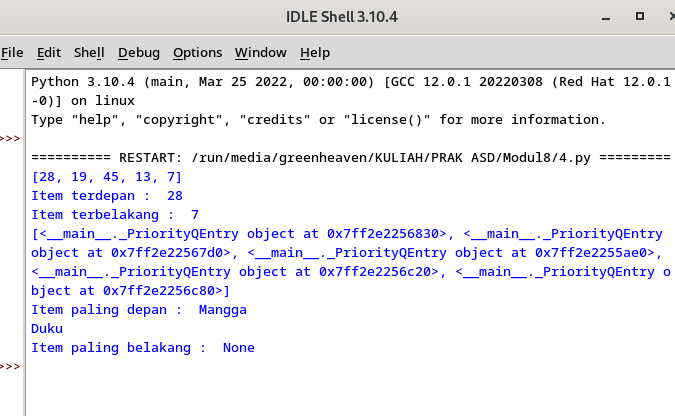 IDLE Shell 3.10.4
File Edit Shell Debug Options Window Help
Python 3.10.4 (main, Mar 25 2022, 00:00:00) [GCC 12.0.1 20220308 (Red Hat 12.0.1
-0)] on linux
Type "help", "copyright", "credits" or "license()" for more information.
>>>
========== RESTART: /run/media/greenheaven/KULIAH/PRAK ASD/Modul8/4.py =========
[28, 19, 45, 13, 7]
Item terdepan :  28
Item terbelakang :  7
[<__main__._PriorityQEntry object at 0x7ff2e2256830>, <__main__._PriorityQEntry
object at 0x7ff2e22567d0>, <__main__._PriorityQEntry object at 0x7ff2e2255ae0>,
<__main__._PriorityQEntry object at 0x7ff2e2256c20>, <__main__._PriorityQEntry o
bject at 0x7ff2e2256c80>]
Item paling depan :  Mangga
Duku
Item paling belakang :  None
>>>